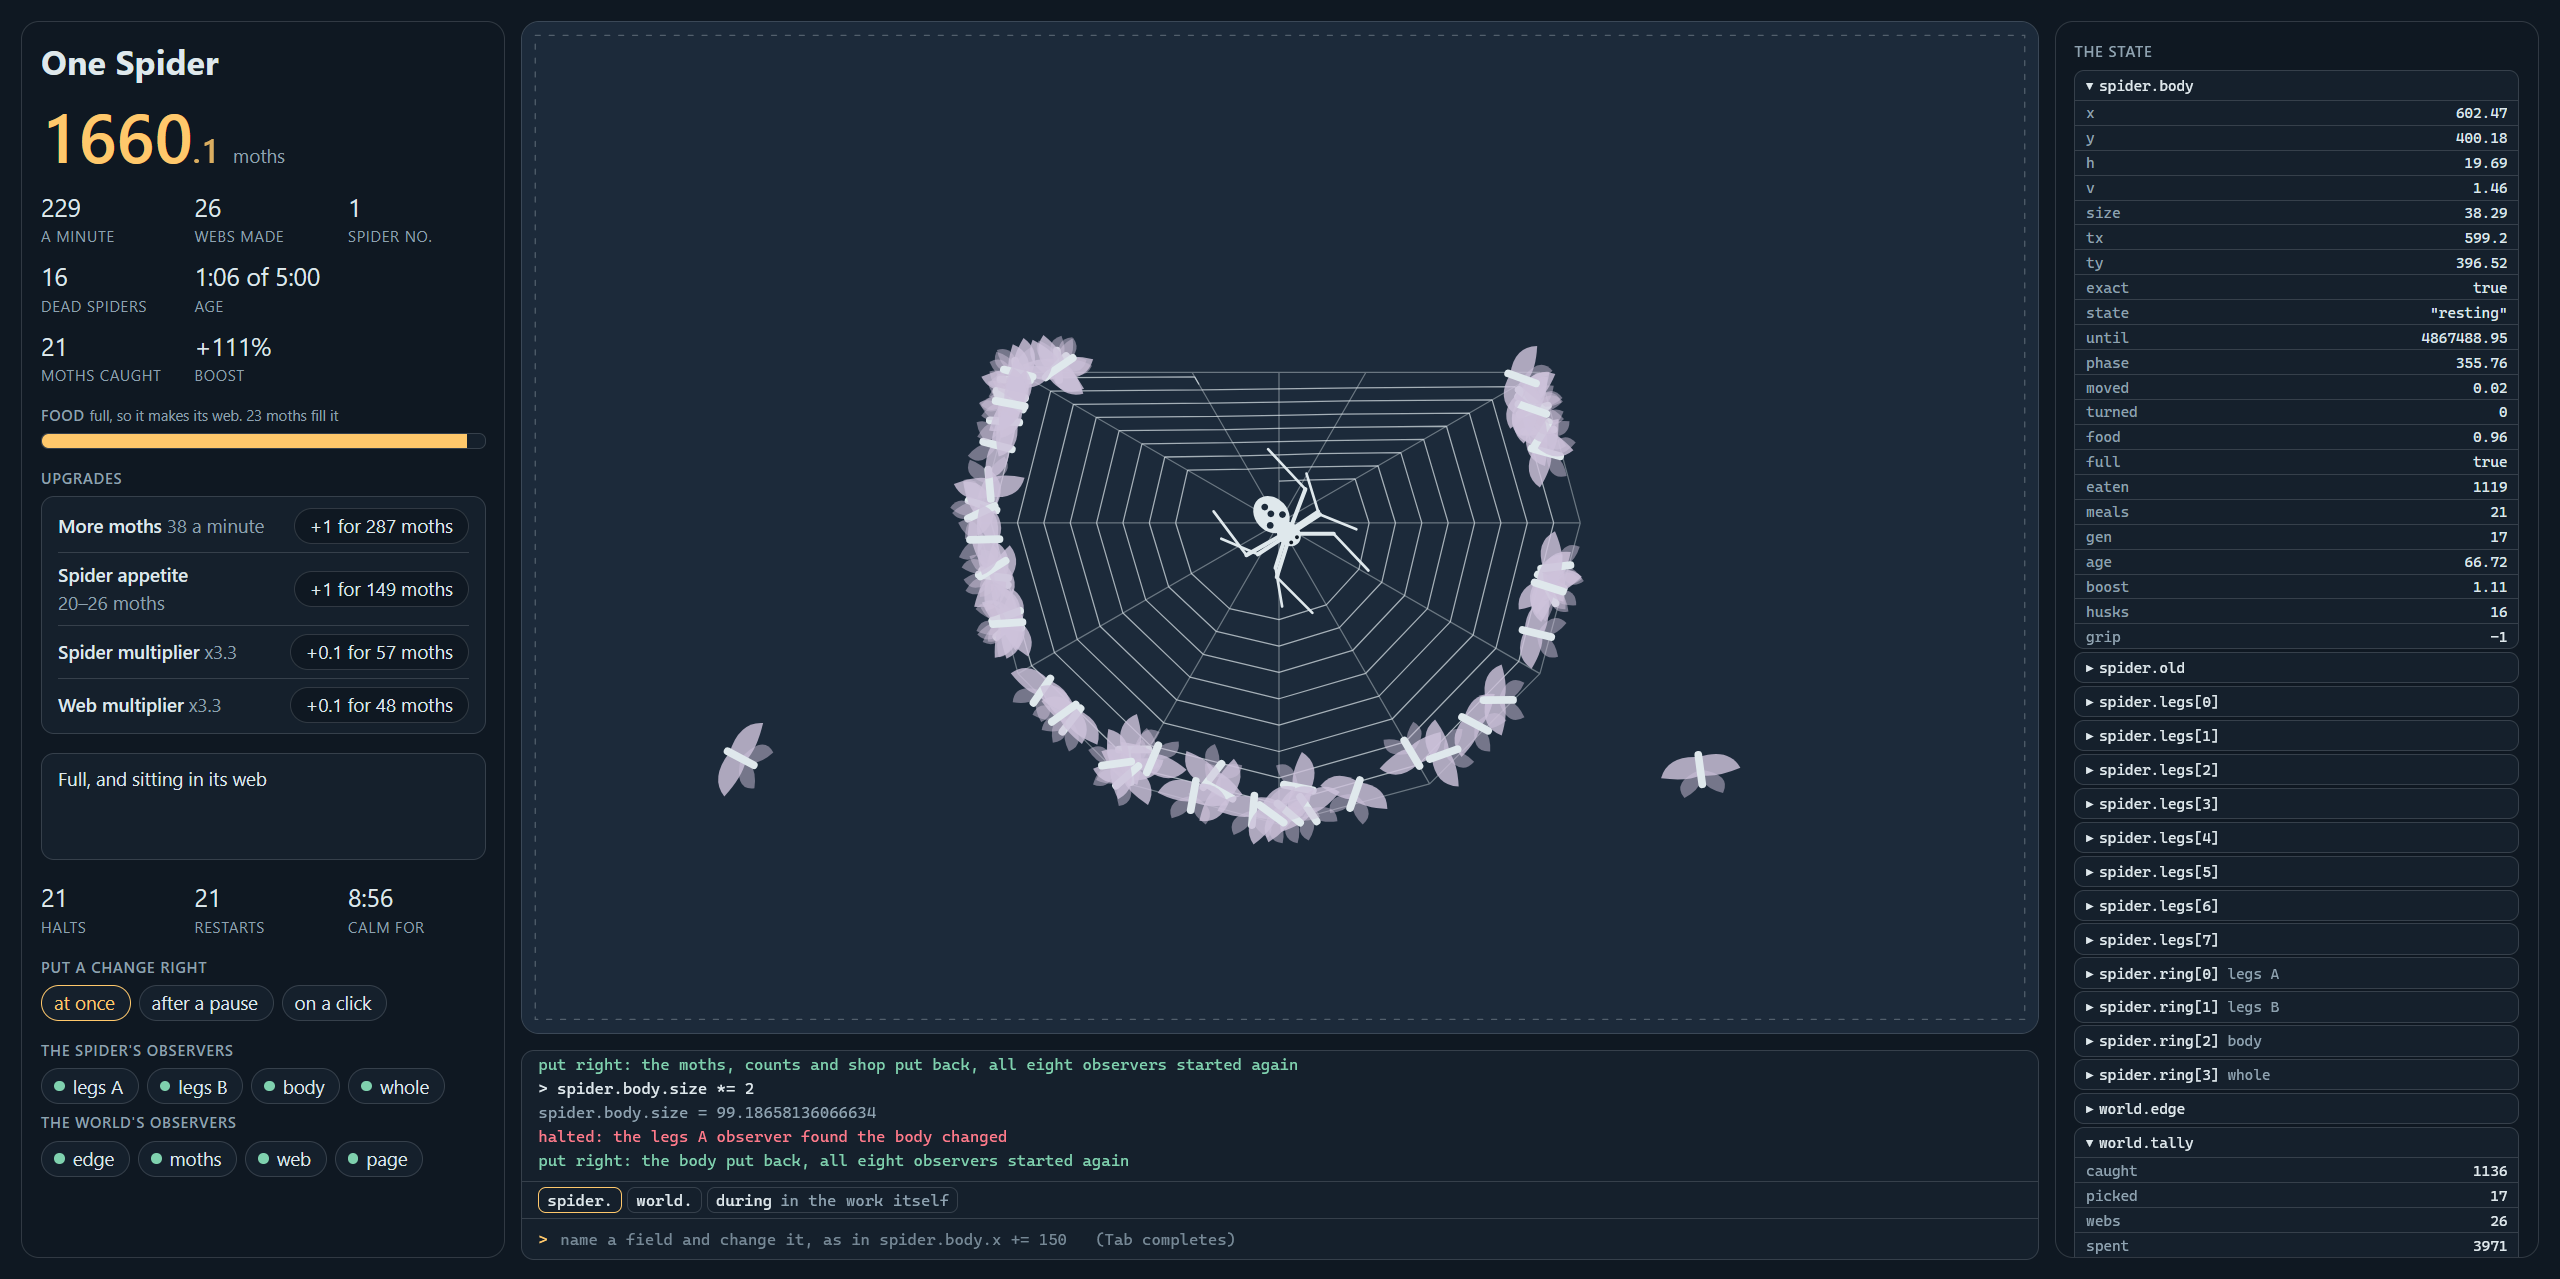 One Spider
1660.1 moths
229 26 1
A MINUTE WEBS MADE SPIDER NO.
16 1:06 of 5:00
DEAD SPIDERS AGE
21 +111%
MOTHS CAUGHT BOOST
FOOD full, so it makes its web. 23 moths fill it
UPGRADES
More moths 38 a minute +1 for 287 moths
Spider appetite
20–26 moths +1 for 149 moths
Spider multiplier x3.3 +0.1 for 57 moths
Web multiplier x3.3 +0.1 for 48 moths
Full, and sitting in its web
21 21 8:56
HALTS RESTARTS CALM FOR
PUT A CHANGE RIGHT
at once after a pause on a click
THE SPIDER'S OBSERVERS
legs A legs B body whole
THE WORLD'S OBSERVERS
edge moths web page
put right: the moths, counts and shop put back, all eight observers started again
> spider.body.size *= 2
spider.body.size = 99.18658136066634
halted: the legs A observer found the body changed
put right: the body put back, all eight observers started again
spider. world. during in the work itself
> name a field and change it, as in spider.body.x += 150 (Tab completes)
THE STATE
▼ spider.body
x 602.47
y 400.18
h 19.69
v 1.46
size 38.29
tx 599.2
ty 396.52
exact true
state "resting"
until 4867488.95
phase 355.76
moved 0.02
turned 0
food 0.96
full true
eaten 1119
meals 21
gen 17
age 66.72
boost 1.11
husks 16
grip −1
▶ spider.old
▶ spider.legs[0]
▶ spider.legs[1]
▶ spider.legs[2]
▶ spider.legs[3]
▶ spider.legs[4]
▶ spider.legs[5]
▶ spider.legs[6]
▶ spider.legs[7]
▶ spider.ring[0] legs A
▶ spider.ring[1] legs B
▶ spider.ring[2] body
▶ spider.ring[3] whole
▶ world.edge
▼ world.tally
caught 1136
picked 17
webs 26
spent 3971